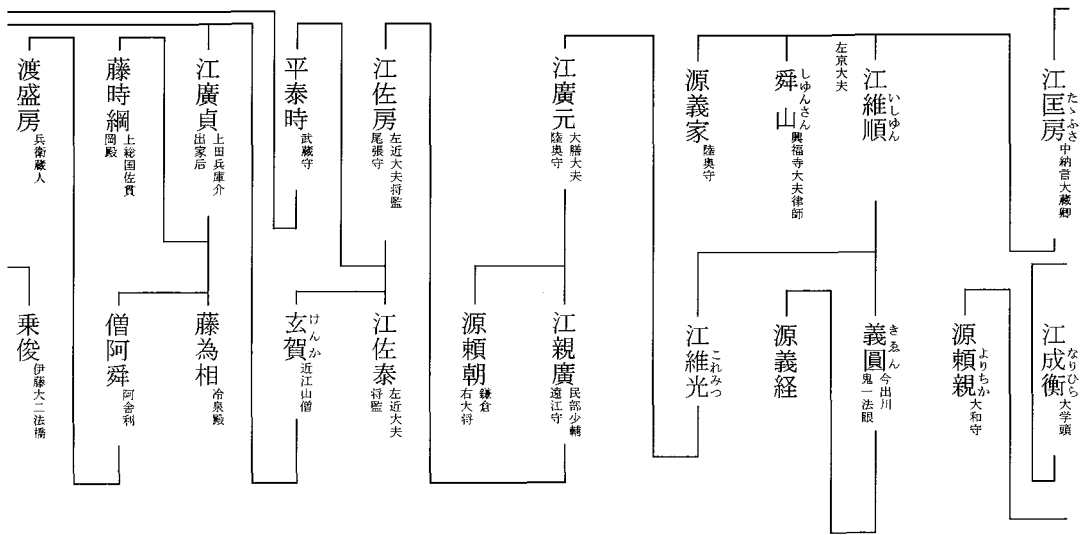 江匡房 たゝふさ 中納言大蔵卿
江維順 いしゆん 左京大夫
舜山 しゆんさん 興福寺大夫律師
源義家 陸奥守
江廣元 大膳大夫 陸奥守
江佐房 左近大夫将監 尾張守
平泰時 武蔵守
江廣貞 上田兵庫介 出家后
藤時綱 上総国佐貫 岡殿
渡盛房 兵衛蔵人
江成衡 なりひら 大学頭
源頼親 よりちか 大和守
義圓 きゑん 今出川 鬼一法眼
源義経
江維光 これみつ
江親廣 民部少輔 遠江守
源頼朝 鎌倉 右大将
江佐泰 左近大夫 将監
玄賀 けんか 近江山僧
藤為相 冷泉殿
僧阿舜 阿舎利
乗俊 伊藤大二法橋